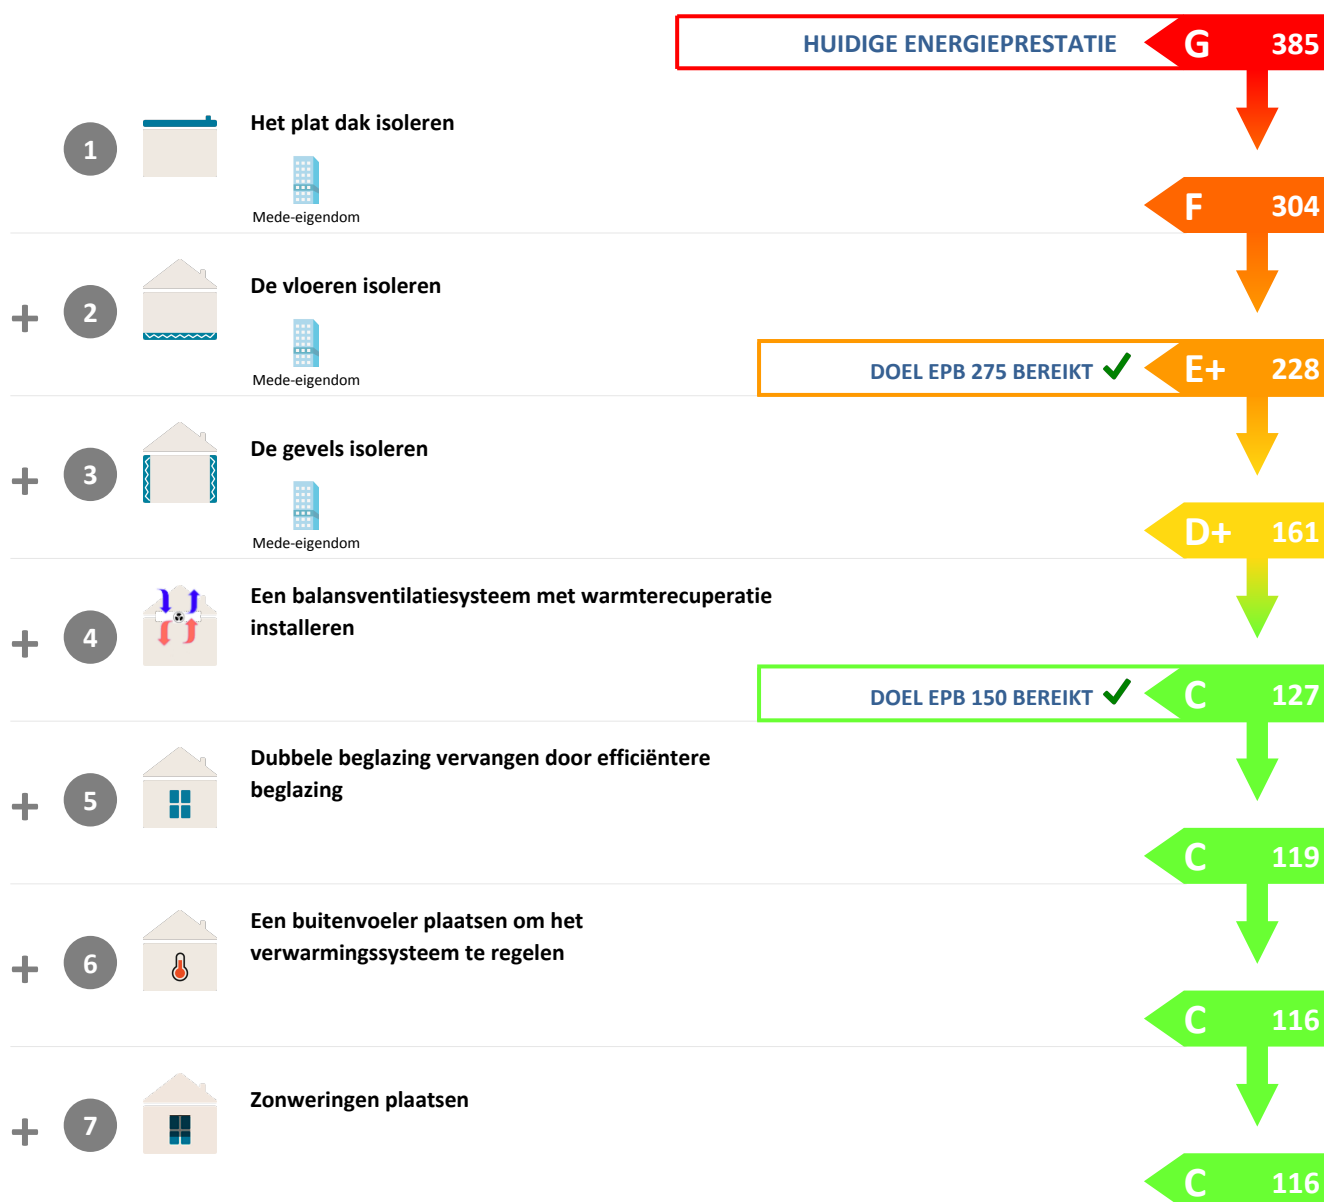 HUIDIGE ENERGIEPRESTATIE G 385
1 Het plat dak isoleren
Mede-eigendom
F 304
+ 2 De vloeren isoleren
Mede-eigendom
DOEL EPB 275 BEREIKT ✓ E+ 228
+ 3 De gevels isoleren
Mede-eigendom
D+ 161
+ 4 Een balansventilatiesysteem met warmterecuperatie
installeren
DOEL EPB 150 BEREIKT ✓ C 127
+ 5 Dubbele beglazing vervangen door efficiëntere
beglazing
C 119
+ 6 Een buitenvoeler plaatsen om het
verwarmingssysteem te regelen
C 116
+ 7 Zonweringen plaatsen
C 116